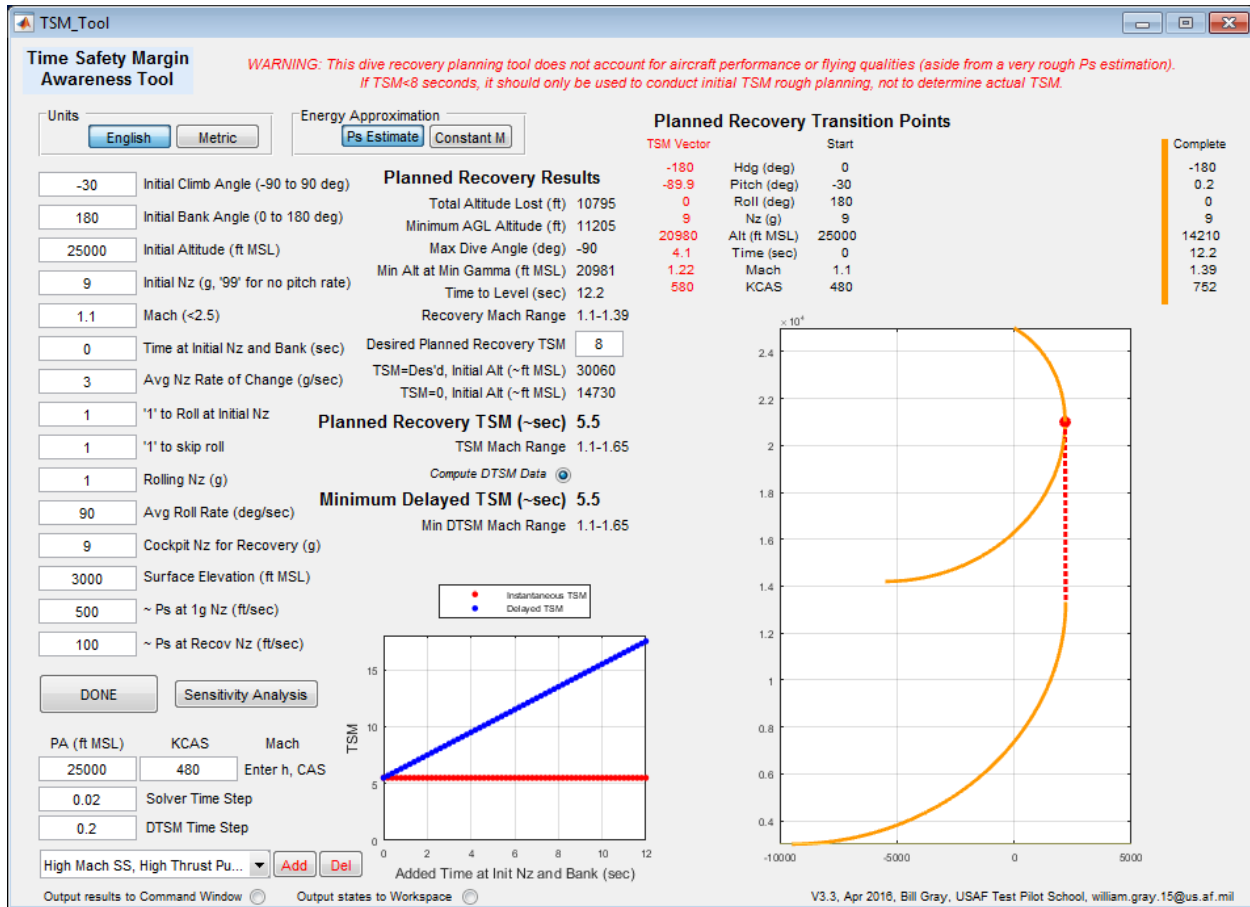 TSM_Tool
Time Safety Margin
Awareness Tool
WARNING: This dive recovery planning tool does not account for aircraft performance or flying qualities (aside from a very rough Ps estimation).
If TSM<8 seconds, it should only be used to conduct initial TSM rough planning, not to determine actual TSM.
Units
English Metric
Energy Approximation
Ps Estimate Constant M
-30 Initial Climb Angle (-90 to 90 deg)
180 Initial Bank Angle (0 to 180 deg)
25000 Initial Altitude (ft MSL)
9 Initial Nz (g, '99' for no pitch rate)
1.1 Mach (<2.5)
0 Time at Initial Nz and Bank (sec)
3 Avg Nz Rate of Change (g/sec)
1 '1' to Roll at Initial Nz
1 '1' to skip roll
1 Rolling Nz (g)
90 Avg Roll Rate (deg/sec)
9 Cockpit Nz for Recovery (g)
3000 Surface Elevation (ft MSL)
500 ~ Ps at 1g Nz (ft/sec)
100 ~ Ps at Recov Nz (ft/sec)
DONE Sensitivity Analysis
PA (ft MSL) KCAS Mach
25000 480 Enter h, CAS
0.02 Solver Time Step
0.2 DTSM Time Step
High Mach SS, High Thrust Pu... Add Del
Output results to Command Window Output states to Workspace
Planned Recovery Results
Total Altitude Lost (ft) 10795
Minimum AGL Altitude (ft) 11205
Max Dive Angle (deg) -90
Min Alt at Min Gamma (ft MSL) 20981
Time to Level (sec) 12.2
Recovery Mach Range 1.1-1.39
Desired Planned Recovery TSM 8
TSM=Des'd, Initial Alt (~ft MSL) 30060
TSM=0, Initial Alt (~ft MSL) 14730
Planned Recovery TSM (~sec) 5.5
TSM Mach Range 1.1-1.65
Compute DTSM Data
Minimum Delayed TSM (~sec) 5.5
Min DTSM Mach Range 1.1-1.65
Instantaneous TSM
Delayed TSM
TSM
15
10
5
0
0 2 4 6 8 10 12
Added Time at Init Nz and Bank (sec)
Planned Recovery Transition Points
TSM Vector Start Complete
-180 Hdg (deg) 0 -180
-89.9 Pitch (deg) -30 0.2
0 Roll (deg) 180 0
9 Nz (g) 9 9
20980 Alt (ft MSL) 25000 14210
4.1 Time (sec) 0 12.2
1.22 Mach 1.1 1.39
580 KCAS 480 752
× 10⁴
2.4
2.2
2
1.8
1.6
1.4
1.2
1
0.8
0.6
0.4
-10000 -5000 0 5000
V3.3, Apr 2016, Bill Gray, USAF Test Pilot School, william.gray.15@us.af.mil